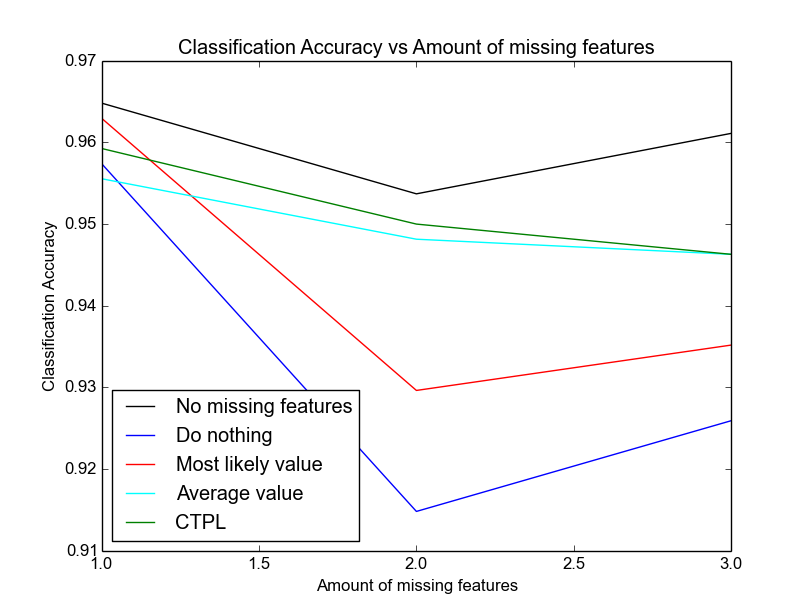 Classification Accuracy vs Amount of missing features
0.97
0.96
0.95
0.94
0.93
0.92
0.91
Classification Accuracy
No missing features
Do nothing
Most likely value
Average value
CTPL
1.0 1.5 2.0 2.5 3.0
Amount of missing features